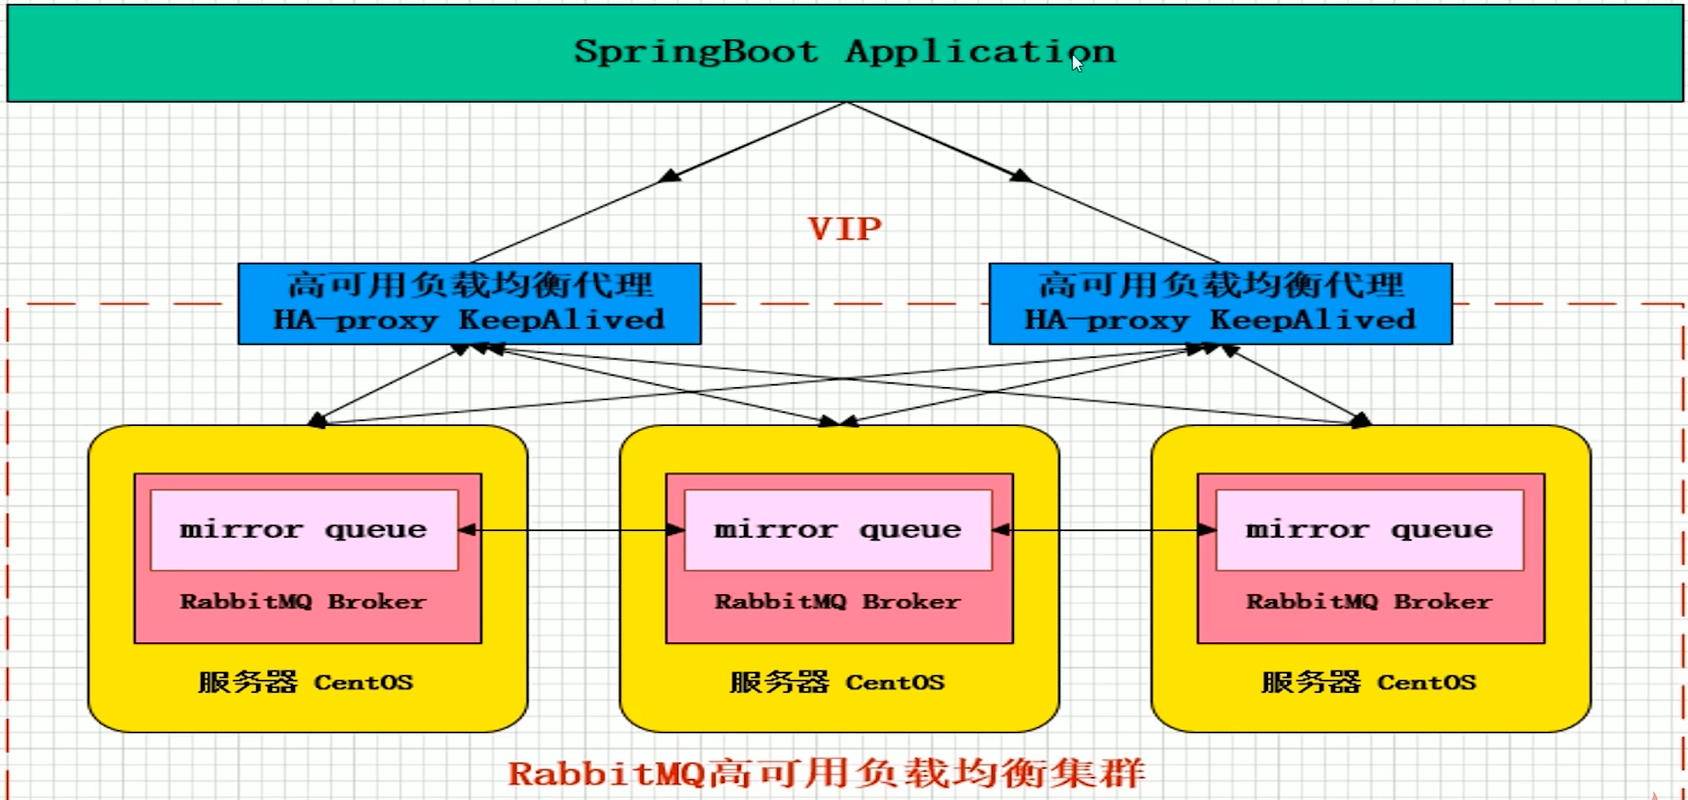 SpringBoot Application
VIP
高可用负载均衡代理
HA-proxy KeepAlived
高可用负载均衡代理
HA-proxy KeepAlived
mirror queue
RabbitMQ Broker
服务器 CentOS
mirror queue
RabbitMQ Broker
服务器 CentOS
mirror queue
RabbitMQ Broker
服务器 CentOS
RabbitMQ高可用负载均衡集群